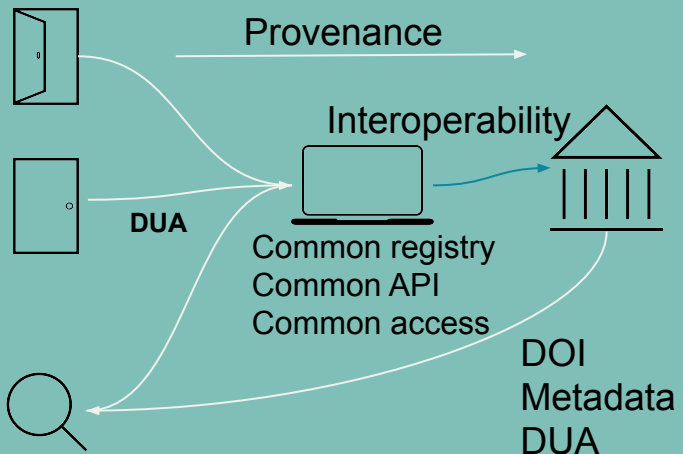 Provenance
Interoperability
DUA
Common registry
Common API
Common access
DOI
Metadata
DUA